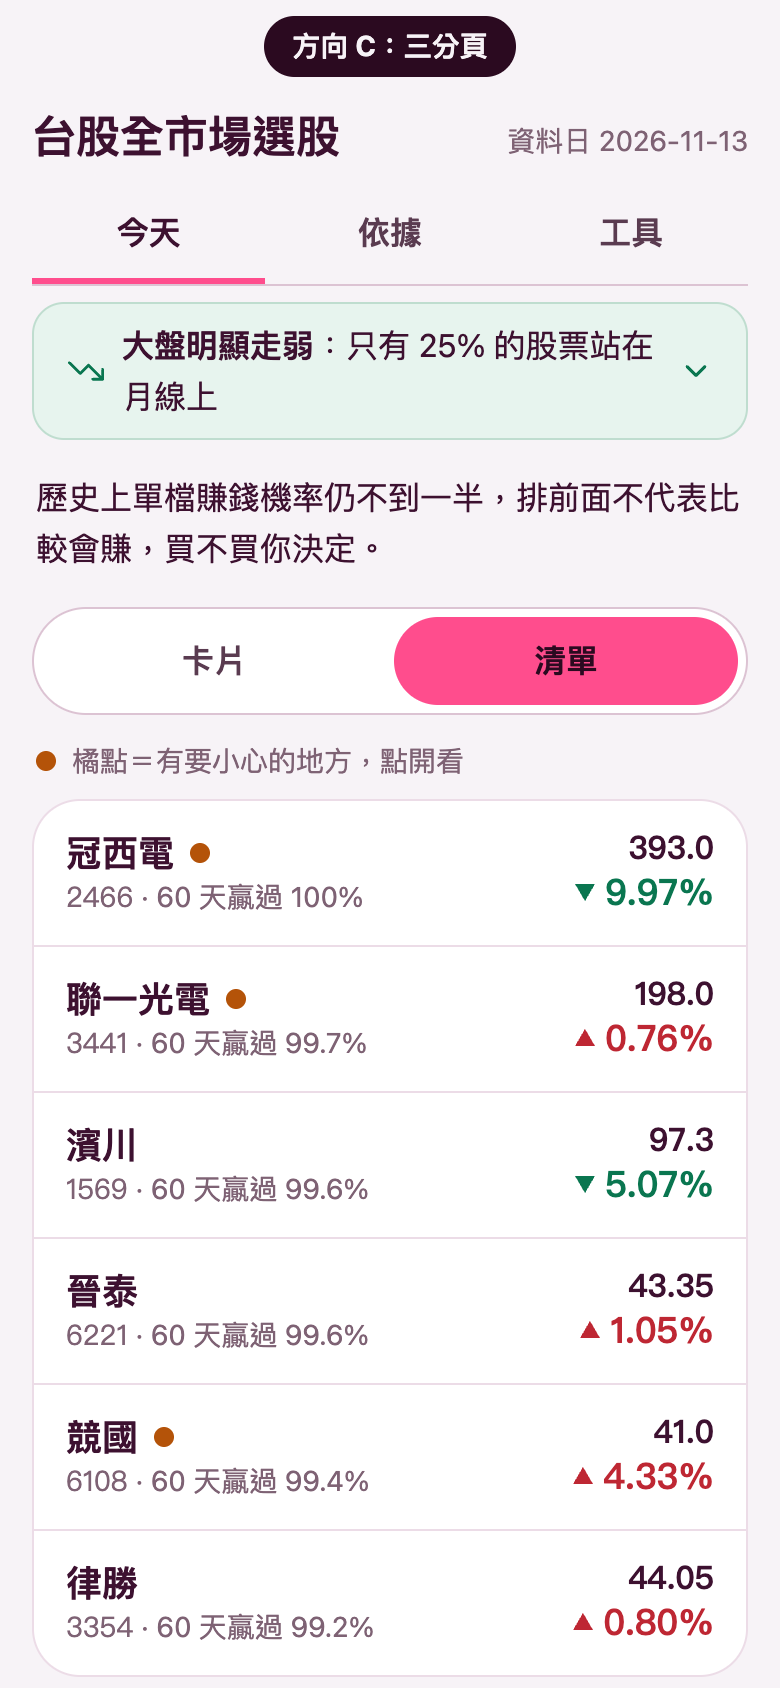 方向 C：三分頁
台股全市場選股
資料日 2026-11-13
今天 依據 工具
大盤明顯走弱：只有 25% 的股票站在
月線上
歷史上單檔賺錢機率仍不到一半，排前面不代表比
較會賺，買不買你決定。
卡片 清單
橘點＝有要小心的地方，點開看
冠西電 393.0
2466 · 60 天贏過 100% ▼ 9.97%
聯一光電 198.0
3441 · 60 天贏過 99.7% ▲ 0.76%
濱川 97.3
1569 · 60 天贏過 99.6% ▼ 5.07%
晉泰 43.35
6221 · 60 天贏過 99.6% ▲ 1.05%
競國 41.0
6108 · 60 天贏過 99.4% ▲ 4.33%
律勝 44.05
3354 · 60 天贏過 99.2% ▲ 0.80%